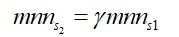 mnn_{s_2} = γmnn_{s1}